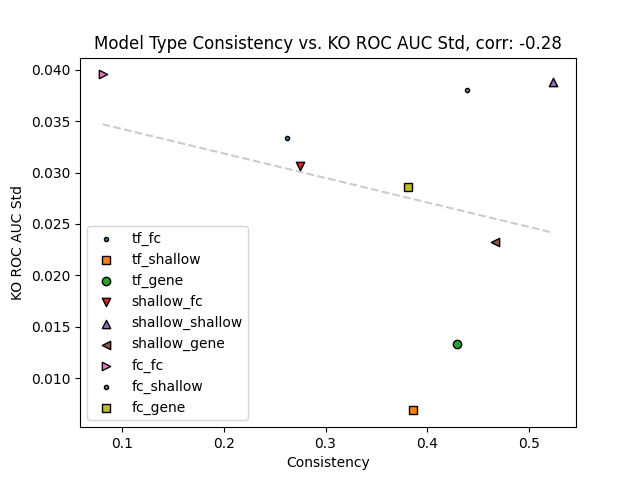 Model Type Consistency vs. KO ROC AUC Std, corr: -0.28
0.040
0.035
0.030
0.025
0.020
0.015
0.010
KO ROC AUC Std
tf_fc
tf_shallow
tf_gene
shallow_fc
shallow_shallow
shallow_gene
fc_fc
fc_shallow
fc_gene
0.1 0.2 0.3 0.4 0.5
Consistency